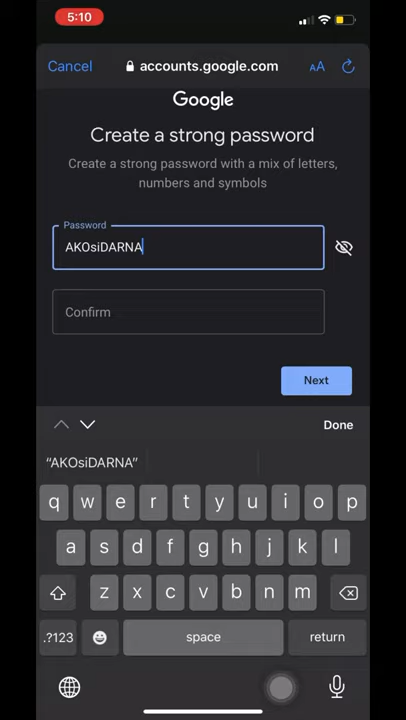 5:10
Cancel
accounts.google.com
AA
Google
Create a strong password
Create a strong password with a mix of letters,
numbers and symbols
Password
AKOsiDARNA
Confirm
Next
Done
“AKOsiDARNA”
q w e r t y u i o p
a s d f g h j k l
z x c v b n m
.?123
space
return